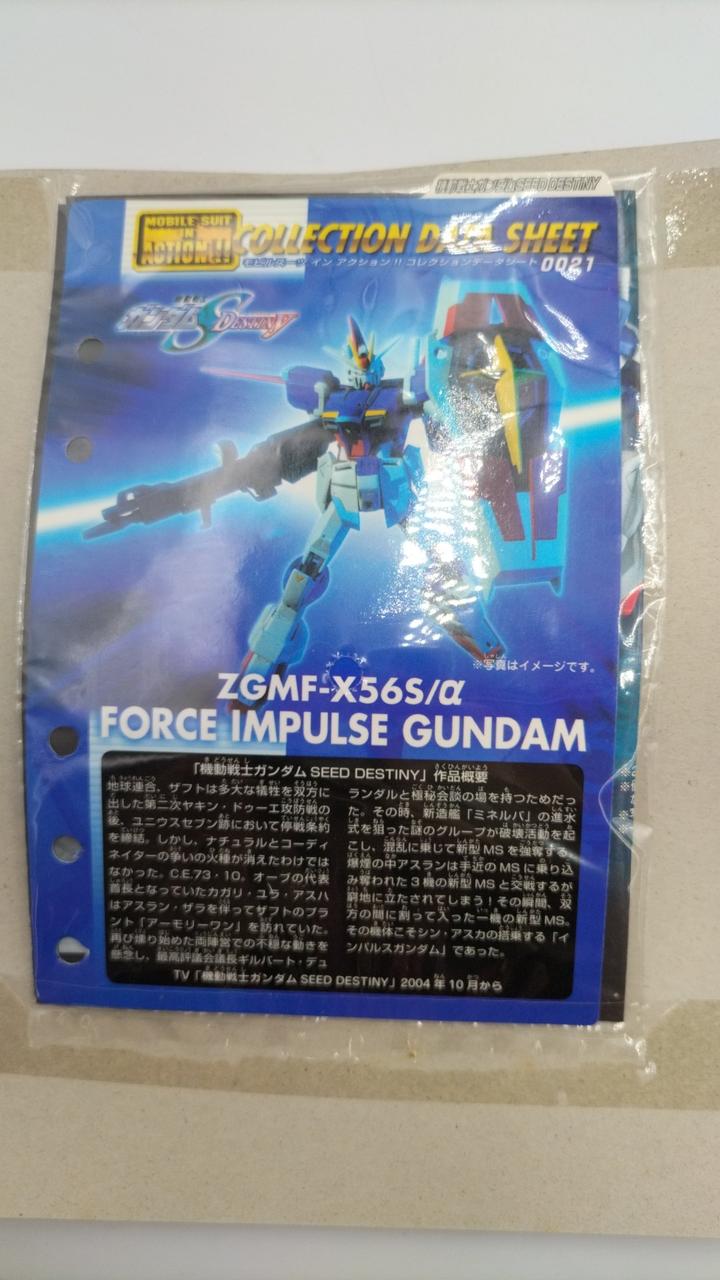 機動戦士ガンダムSEED DESTINY
MOBILE SUIT
IN
ACTION!!
COLLECTION DATA SHEET
モビルスーツ イン アクション!! コレクションデータシート 0021
機動戦士
ガンダムSEED DESTINY
※写真はイメージです。
ZGMF-X56S/α
FORCE IMPULSE GUNDAM
「機動戦士ガンダム SEED DESTINY」作品概要
地球連合、ザフトは多大な犠牲を双方に
出した第二次ヤキン・ドゥーエ攻防戦の
後、ユニウスセブン跡において停戦条約
を締結。しかし、ナチュラルとコーディ
ネイターの争いの火種が消えたわけでは
なかった。C.E.73・10。オーブの代表
首長となっていたカガリ・ユラ・アスハ
はアスラン・ザラを伴ってザフトのプラ
ント「アーモリーワン」を訪れていた。
再び燻り始めた両陣営での不穏な動きを
懸念し、最高評議会議長ギルバート・デュ
ランダルと極秘会談の場を持つためだっ
た。その時、新造艦「ミネルバ」の進水
式を狙った謎のグループが破壊活動を起
こし、混乱に乗じて新型MSを強奪する。
爆煙の中アスランは手近のMSに乗り込
み奪われた3機の新型MSと交戦するが
窮地に立たされてしまう!その瞬間、双
方の間に割って入った一機の新型MS。
その機体こそシン・アスカの搭乗する「イ
ンパルスガンダム」であった。
TV「機動戦士ガンダム SEED DESTINY」2004年10月から